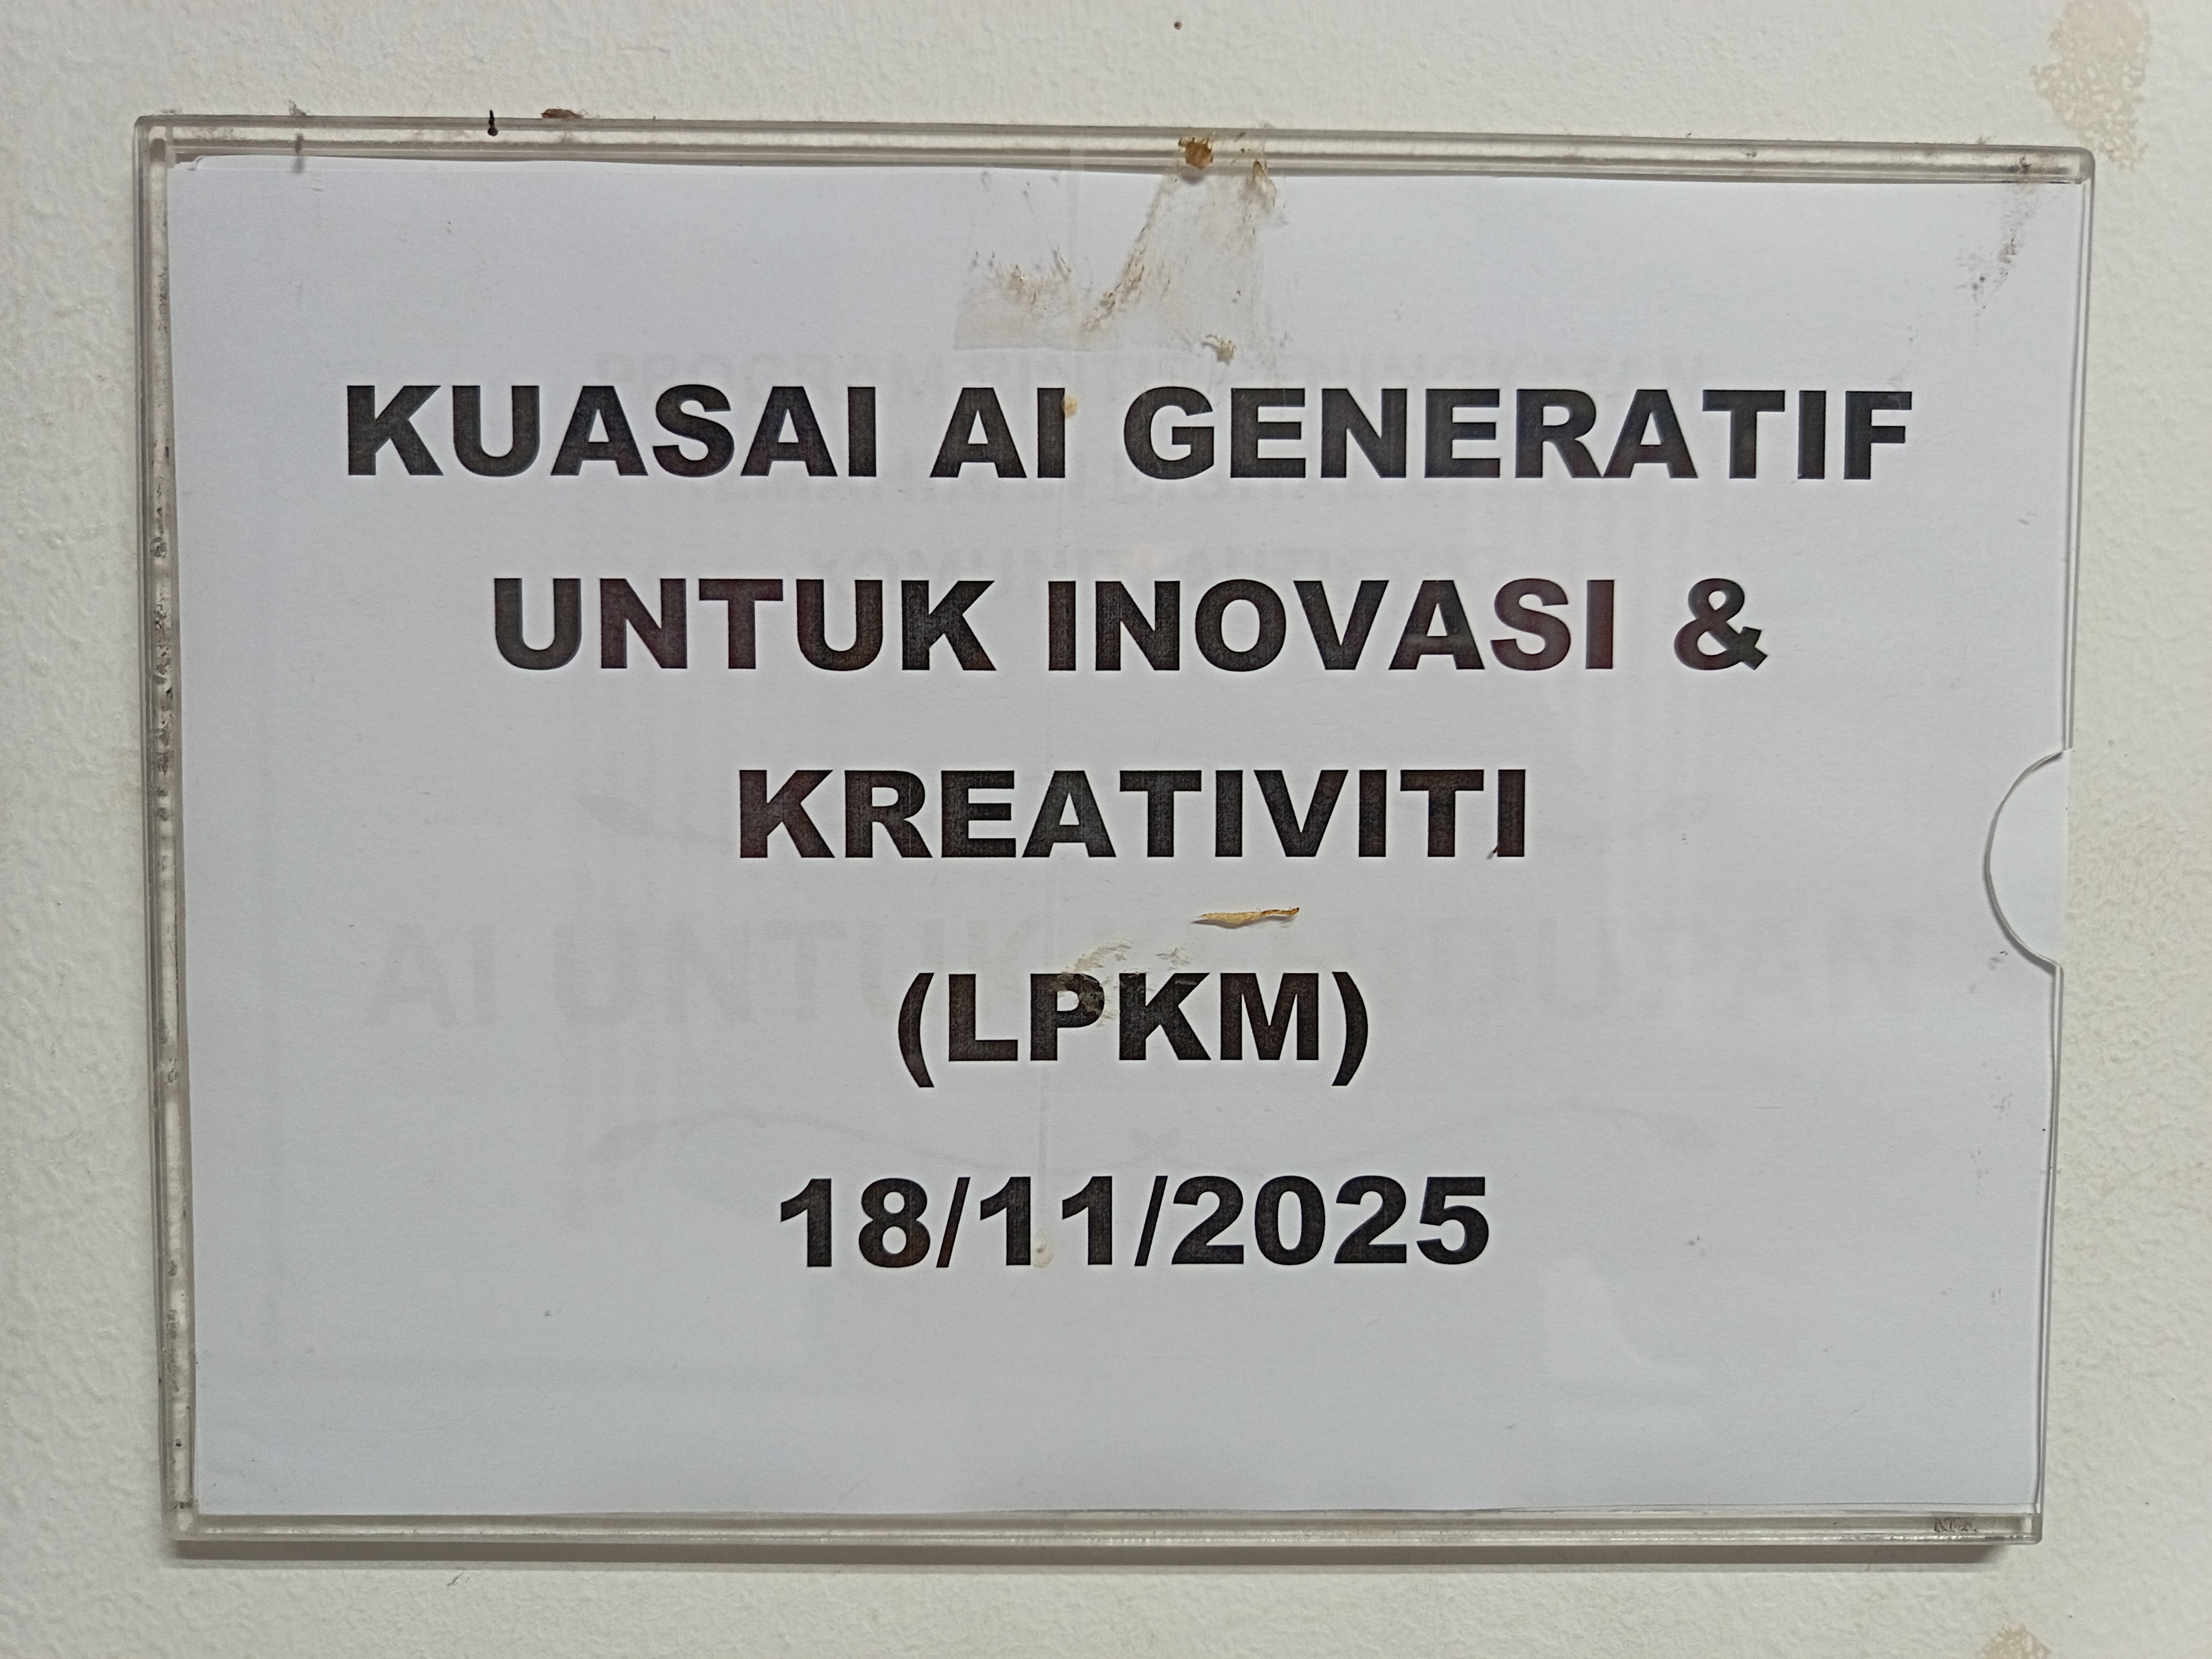 KUASAI AI GENERATIF
UNTUK INOVASI &
KREATIVITI
(LPKM)
18/11/2025